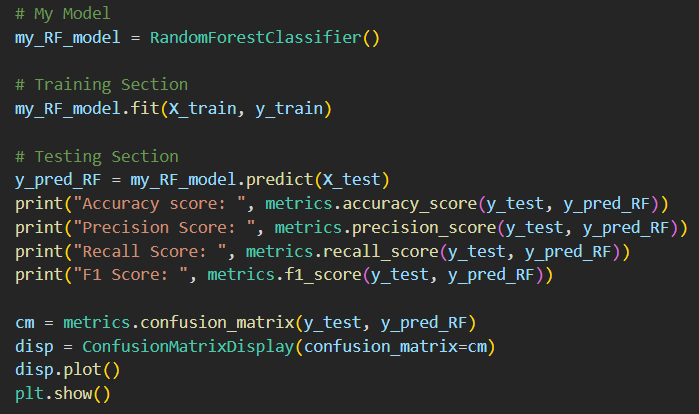 # My Model
my_RF_model = RandomForestClassifier()
# Training Section
my_RF_model.fit(X_train, y_train)
# Testing Section
y_pred_RF = my_RF_model.predict(X_test)
print("Accuracy score: ", metrics.accuracy_score(y_test, y_pred_RF))
print("Precision Score: ", metrics.precision_score(y_test, y_pred_RF))
print("Recall Score: ", metrics.recall_score(y_test, y_pred_RF))
print("F1 Score: ", metrics.f1_score(y_test, y_pred_RF))
cm = metrics.confusion_matrix(y_test, y_pred_RF)
disp = ConfusionMatrixDisplay(confusion_matrix=cm)
disp.plot()
plt.show()